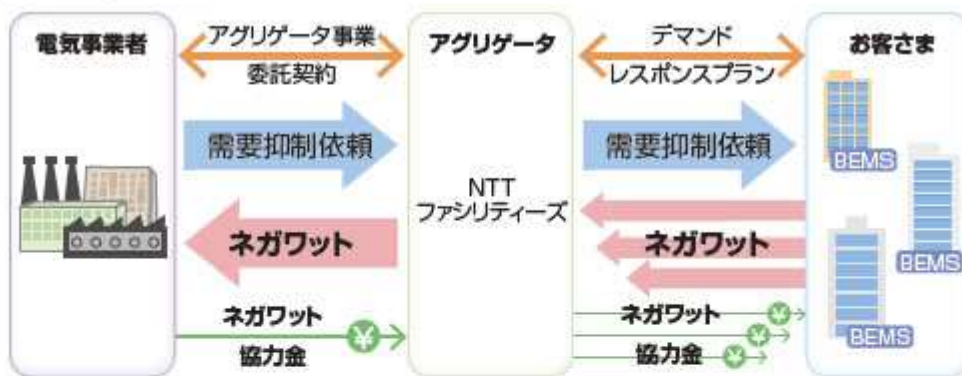 電気事業者
アグリゲータ事業
委託契約
アグリゲータ
デマンド
レスポンスプラン
お客さま
需要抑制依頼
需要抑制依頼
NTT
ファシリティーズ
ネガワット
ネガワット
BEMS
BEMS
BEMS
ネガワット
¥
協力金
ネガワット
¥
¥
協力金
¥